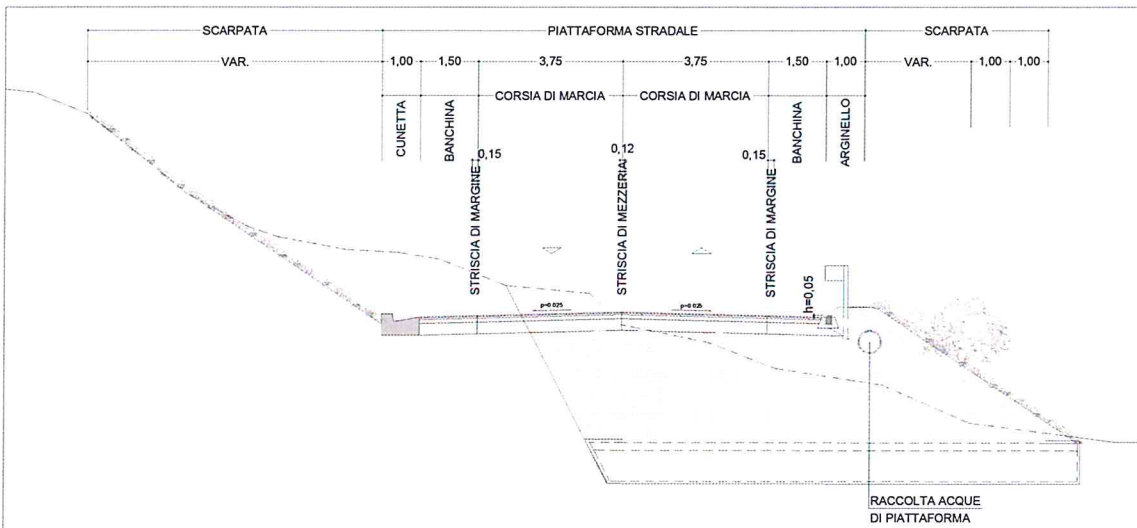 SCARPATA PIATTAFORMA STRADALE SCARPATA
VAR. 1,00 1,50 3,75 3,75 1,50 1,00 VAR. 1,00 1,00
CORSIA DI MARCIA CORSIA DI MARCIA
CUNETTA
BANCHINA
STRISCIA DI MARGINE
0,15
STRISCIA DI MEZZERIA
0,12
STRISCIA DI MARGINE
0,15
BANCHINA
ARGINELLO
h=0,05
p=0.025 p=0.025
RACCOLTA ACQUE
DI PIATTAFORMA